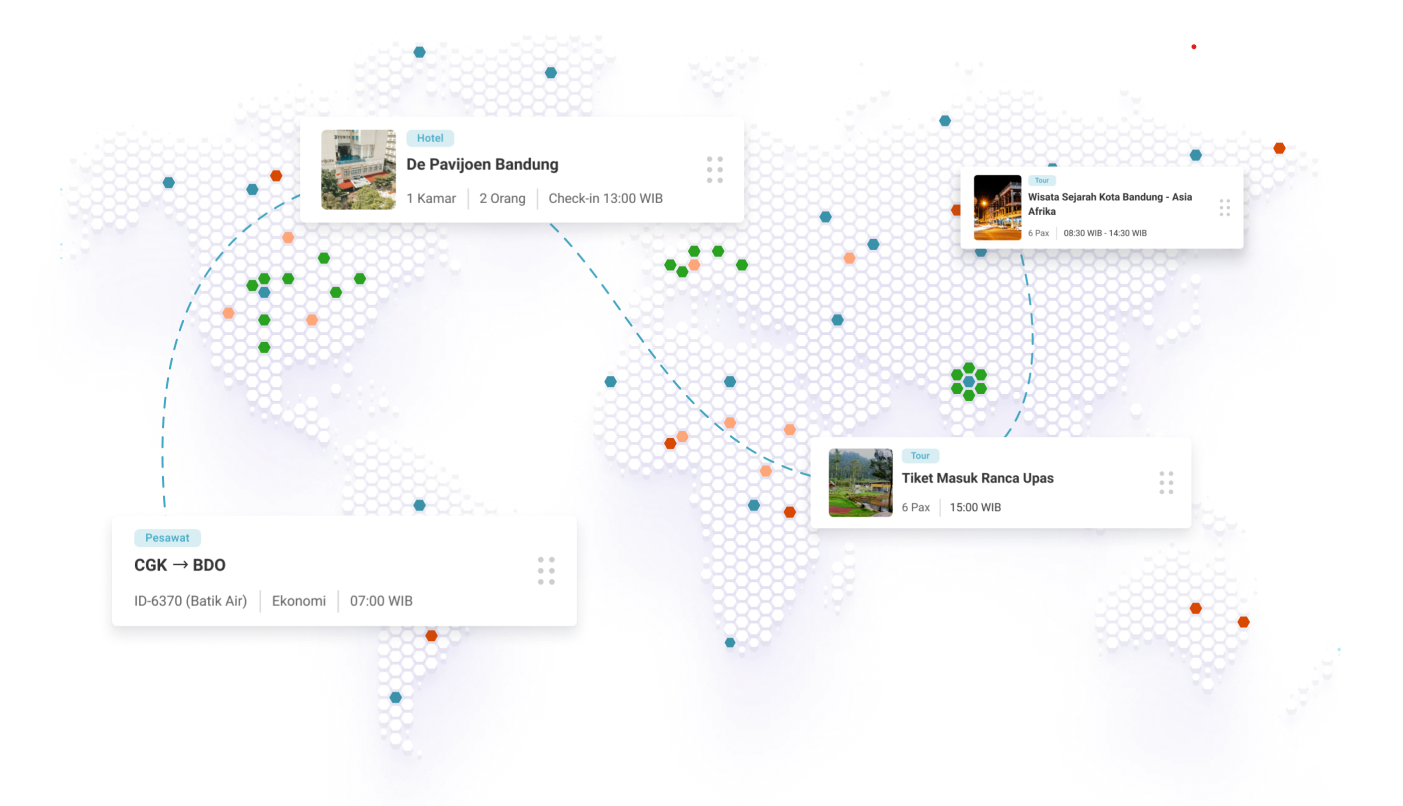 Hotel
De Pavijoen Bandung
1 Kamar 2 Orang Check-in 13:00 WIB
Tour
Wisata Sejarah Kota Bandung - Asia
Afrika
6 Pax 08:30 WIB - 14:30 WIB
Tour
Tiket Masuk Ranca Upas
6 Pax 15:00 WIB
Pesawat
CGK → BDO
ID-6370 (Batik Air) Ekonomi 07:00 WIB